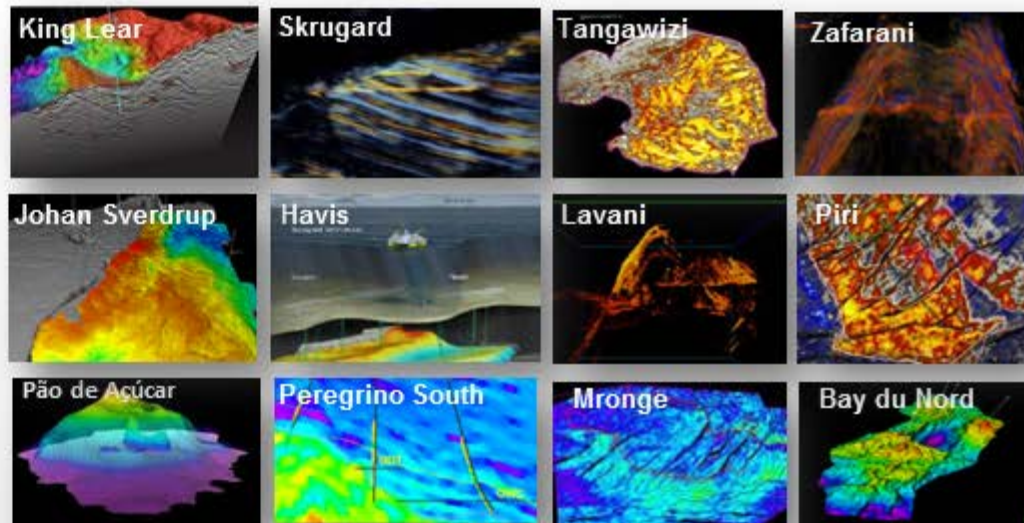 King Lear
Skrugard
Tangawizi
Zafarani
Johan Sverdrup
Havis
Lavani
Piri
Pão de Açúcar
Peregrino South
Mronge
Bay du Nord